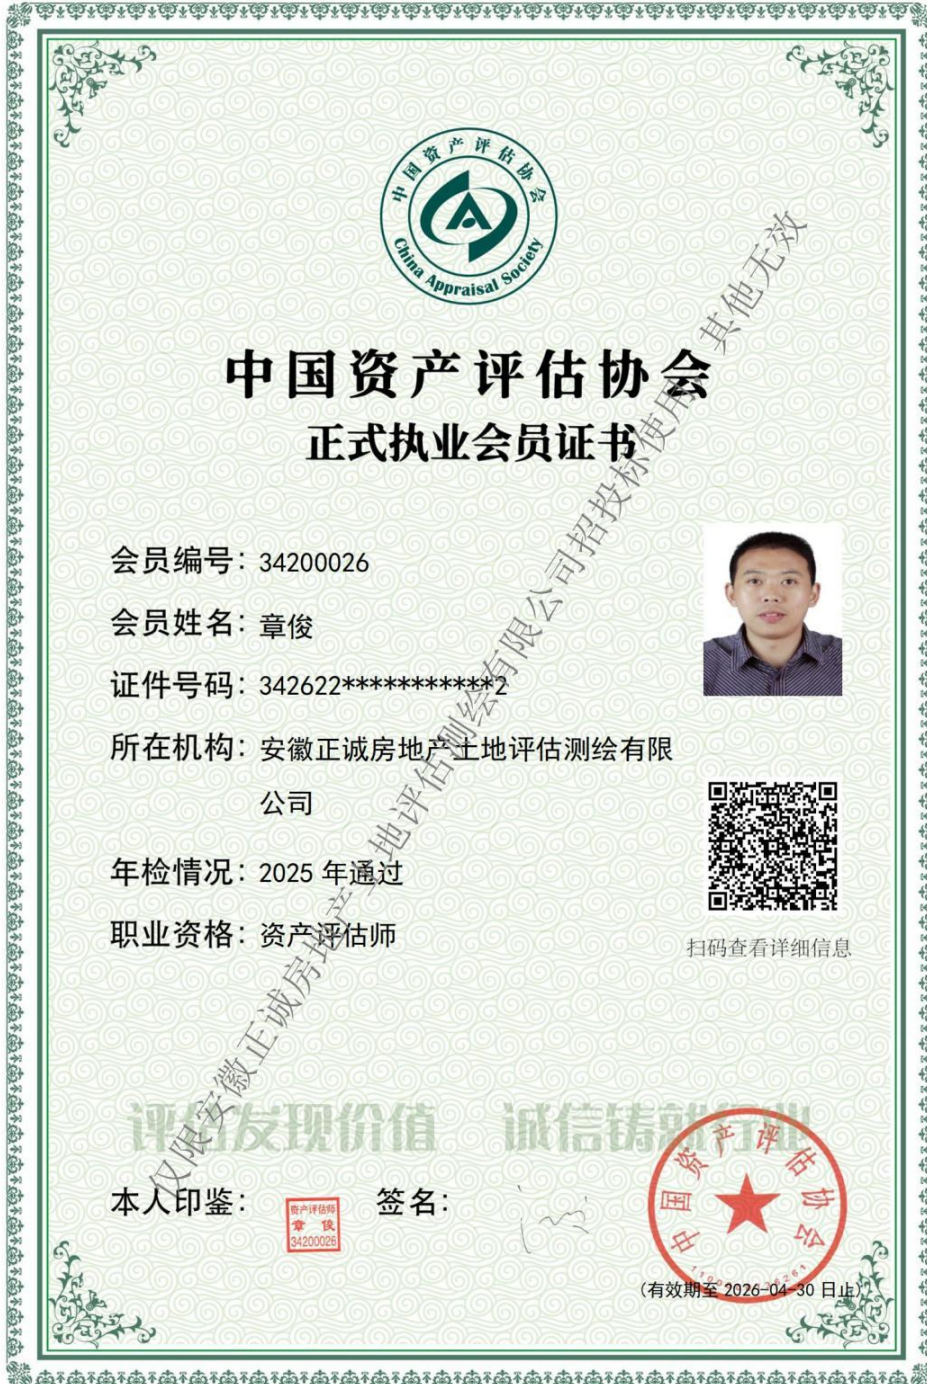 中国资产评估协会
China Appraisal Society
中国资产评估协会
正式执业会员证书
会员编号：34200026
会员姓名：章俊
证件号码：342622***********2
所在机构：安徽正诚房地产土地评估测绘有限
公司
年检情况：2025 年通过
职业资格：资产评估师
扫码查看详细信息
仅限安徽正诚房地产土地评估测绘有限公司招投标使用，其他无效
评估发现价值 诚信铸就行业
本人印鉴：
资产评估师
章 俊
34200026
签名：
中国资产评估协会
(有效期至 2026-04-30 日止)